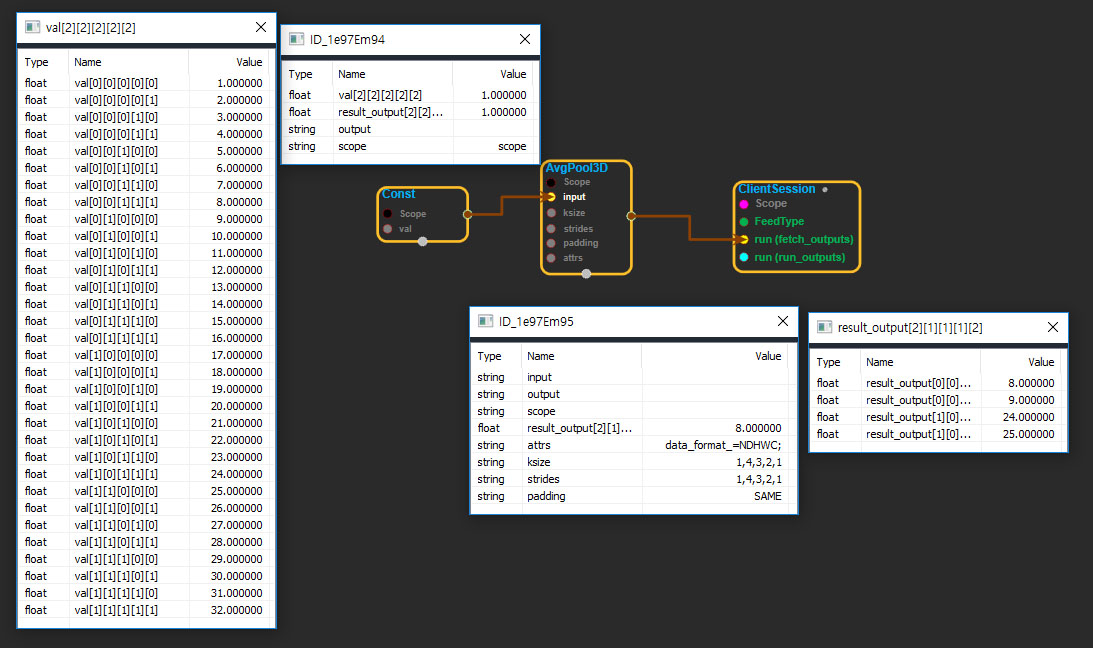 val[2][2][2][2][2]
Type Name Value
float val[0][0][0][0][0] 1.000000
float val[0][0][0][0][1] 2.000000
float val[0][0][0][1][0] 3.000000
float val[0][0][0][1][1] 4.000000
float val[0][0][1][0][0] 5.000000
float val[0][0][1][0][1] 6.000000
float val[0][0][1][1][0] 7.000000
float val[0][0][1][1][1] 8.000000
float val[0][1][0][0][0] 9.000000
float val[0][1][0][0][1] 10.000000
float val[0][1][0][1][0] 11.000000
float val[0][1][0][1][1] 12.000000
float val[0][1][1][0][0] 13.000000
float val[0][1][1][0][1] 14.000000
float val[0][1][1][1][0] 15.000000
float val[0][1][1][1][1] 16.000000
float val[1][0][0][0][0] 17.000000
float val[1][0][0][0][1] 18.000000
float val[1][0][0][1][0] 19.000000
float val[1][0][0][1][1] 20.000000
float val[1][0][1][0][0] 21.000000
float val[1][0][1][0][1] 22.000000
float val[1][0][1][1][0] 23.000000
float val[1][0][1][1][1] 24.000000
float val[1][1][0][0][0] 25.000000
float val[1][1][0][0][1] 26.000000
float val[1][1][0][1][0] 27.000000
float val[1][1][0][1][1] 28.000000
float val[1][1][1][0][0] 29.000000
float val[1][1][1][0][1] 30.000000
float val[1][1][1][1][0] 31.000000
float val[1][1][1][1][1] 32.000000
ID_1e97Em94
Type Name Value
float val[2][2][2][2][2] 1.000000
float result_output[2][2]... 1.000000
string output
string scope scope
Const
Scope
val
AvgPool3D
Scope
input
ksize
strides
padding
attrs
ClientSession
Scope
FeedType
run (fetch_outputs)
run (run_outputs)
ID_1e97Em95
Type Name Value
string input
string output
string scope
float result_output[2][1]... 8.000000
string attrs data_format_=NDHWC;
string ksize 1,4,3,2,1
string strides 1,4,3,2,1
string padding SAME
result_output[2][1][1][1][2]
Type Name Value
float result_output[0][0]... 8.000000
float result_output[0][0]... 9.000000
float result_output[1][0]... 24.000000
float result_output[1][0]... 25.000000